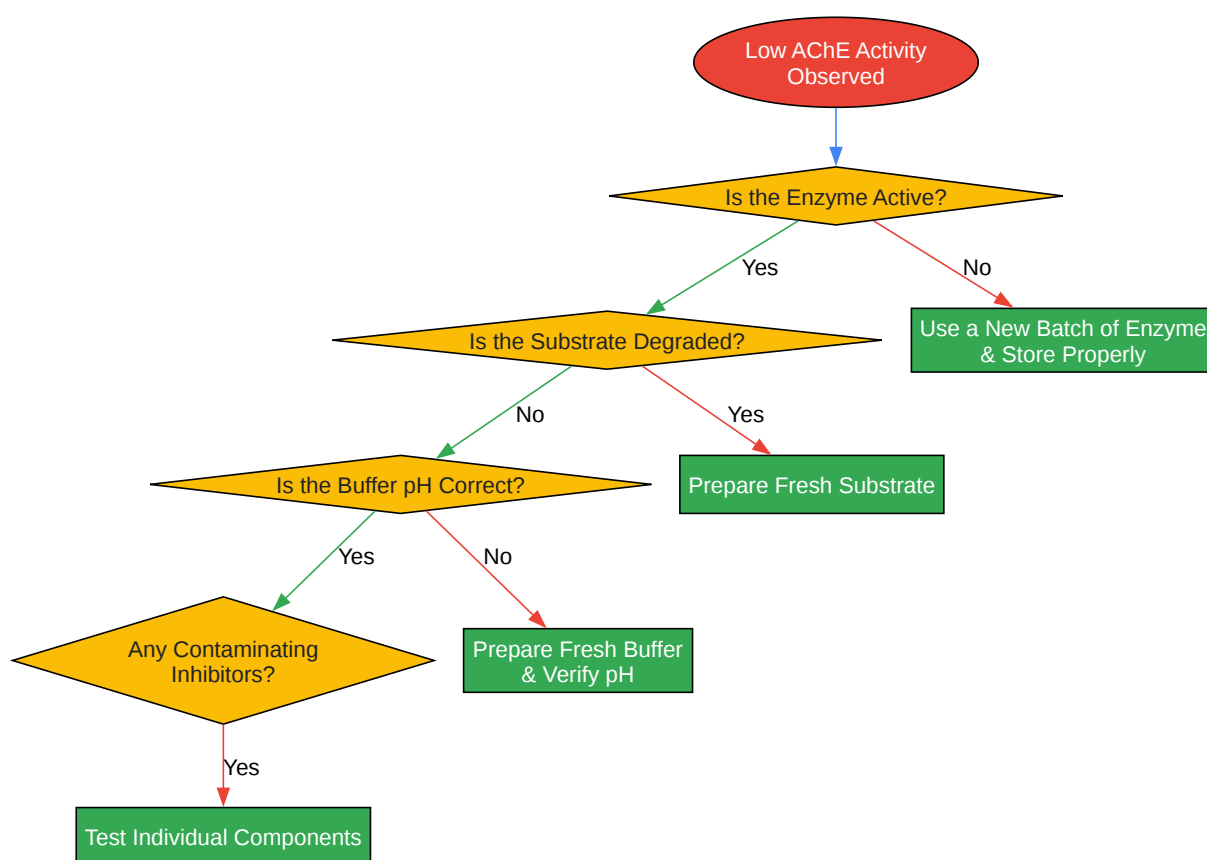 Low AChE Activity
Observed
Is the Enzyme Active?
Yes
No
Use a New Batch of Enzyme
& Store Properly
Is the Substrate Degraded?
No
Yes
Prepare Fresh Substrate
Is the Buffer pH Correct?
Yes
No
Prepare Fresh Buffer
& Verify pH
Any Contaminating
Inhibitors?
Yes
Test Individual Components